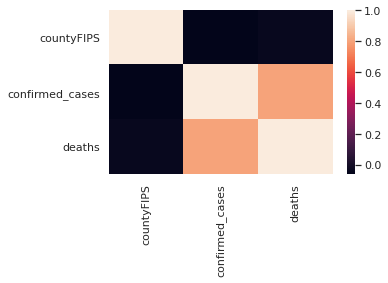 countyFIPS
confirmed_cases
deaths
countyFIPS
confirmed_cases
deaths
1.0
0.8
0.6
0.4
0.2
0.0